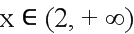 x ∈ (2, + ∞)